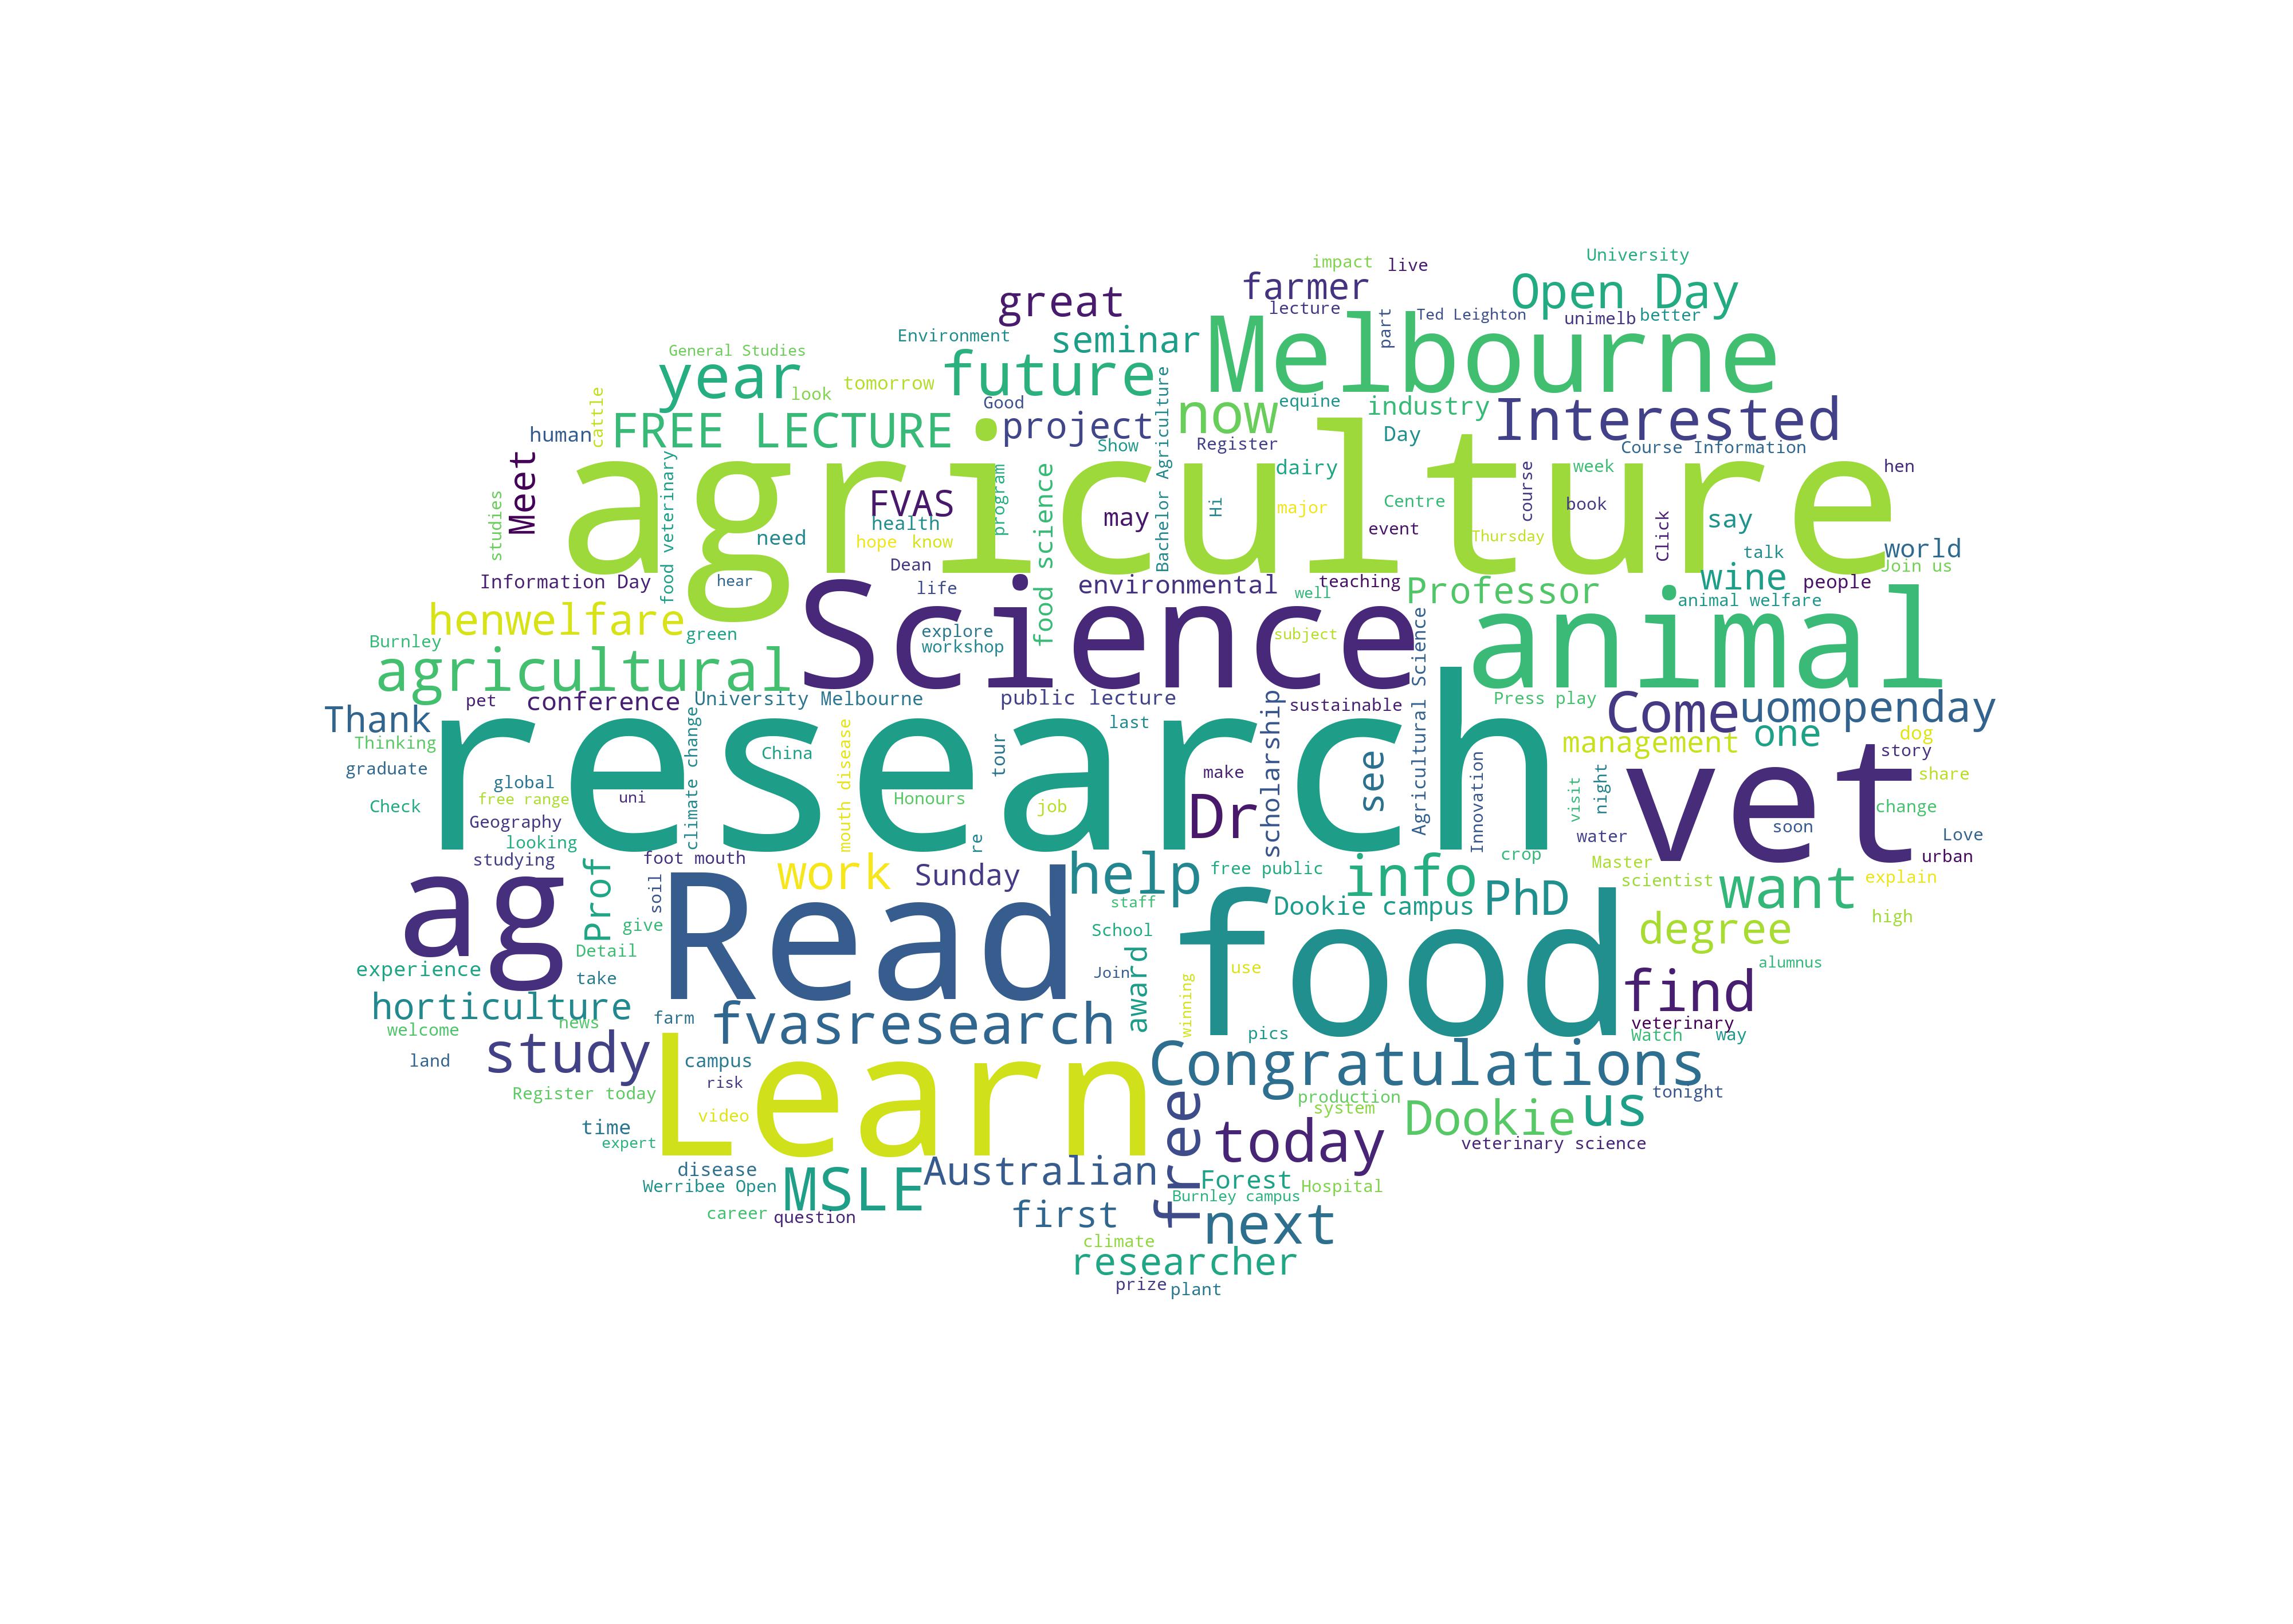 University
impact
live
farmer
Open Day
great
lecture
part
Ted Leighton
unimelb
better
Environment
seminar
Melbourne
General Studies
year
look
tomorrow
future
Bachelor Agriculture
cattle
Good
now
equine
industry
Interested
human
FREE LECTURE
project
Register
Show
Day
Course Information
Meet
food veterinary
agriculture
program
food science
dairy
week
course
hen
studies
FVAS
health
may
Hi
major
Centre
book
say
need
hope know
event
Thursday
Click
talk
world
Dean
Join us
Information Day
hear
life
environmental
teaching
Professor
wine
people
well
animal welfare
henwelfare
green
Science
explore
workshop
subject
Agricultural Science
animal
Burnley
agricultural
pet
conference
University Melbourne
public lecture
scholarship
sustainable
Press play
Come
uomopenday
Thank
climate change
mouth disease
last
Thinking
China
tour
see
management
one
dog
story
graduate
global
research
make
Innovation
visit
night
vet
share
Check
free range
uni
Honours
job
Dr
change
Geography
looking
re
water
soon
Love
studying
foot mouth
crop
urban
ag
Prof
soil
work
Sunday
help
free public
info
Master
scientist
want
explain
Read
staff
Dookie campus
PhD
give
School
food
degree
high
Detail
experience
take
Join
award
use
winning
alumnus
find
horticulture
welcome
news
farm
fvasresearch
pics
veterinary
Watch
way
land
study
campus
Learn
Congratulations
risk
Register today
free
production
system
tonight
video
Dookie
us
time
expert
today
veterinary science
disease
Werribee Open
MSLE
Australian
Forest
Hospital
Burnley campus
career
question
first
next
climate
researcher
prize
plant